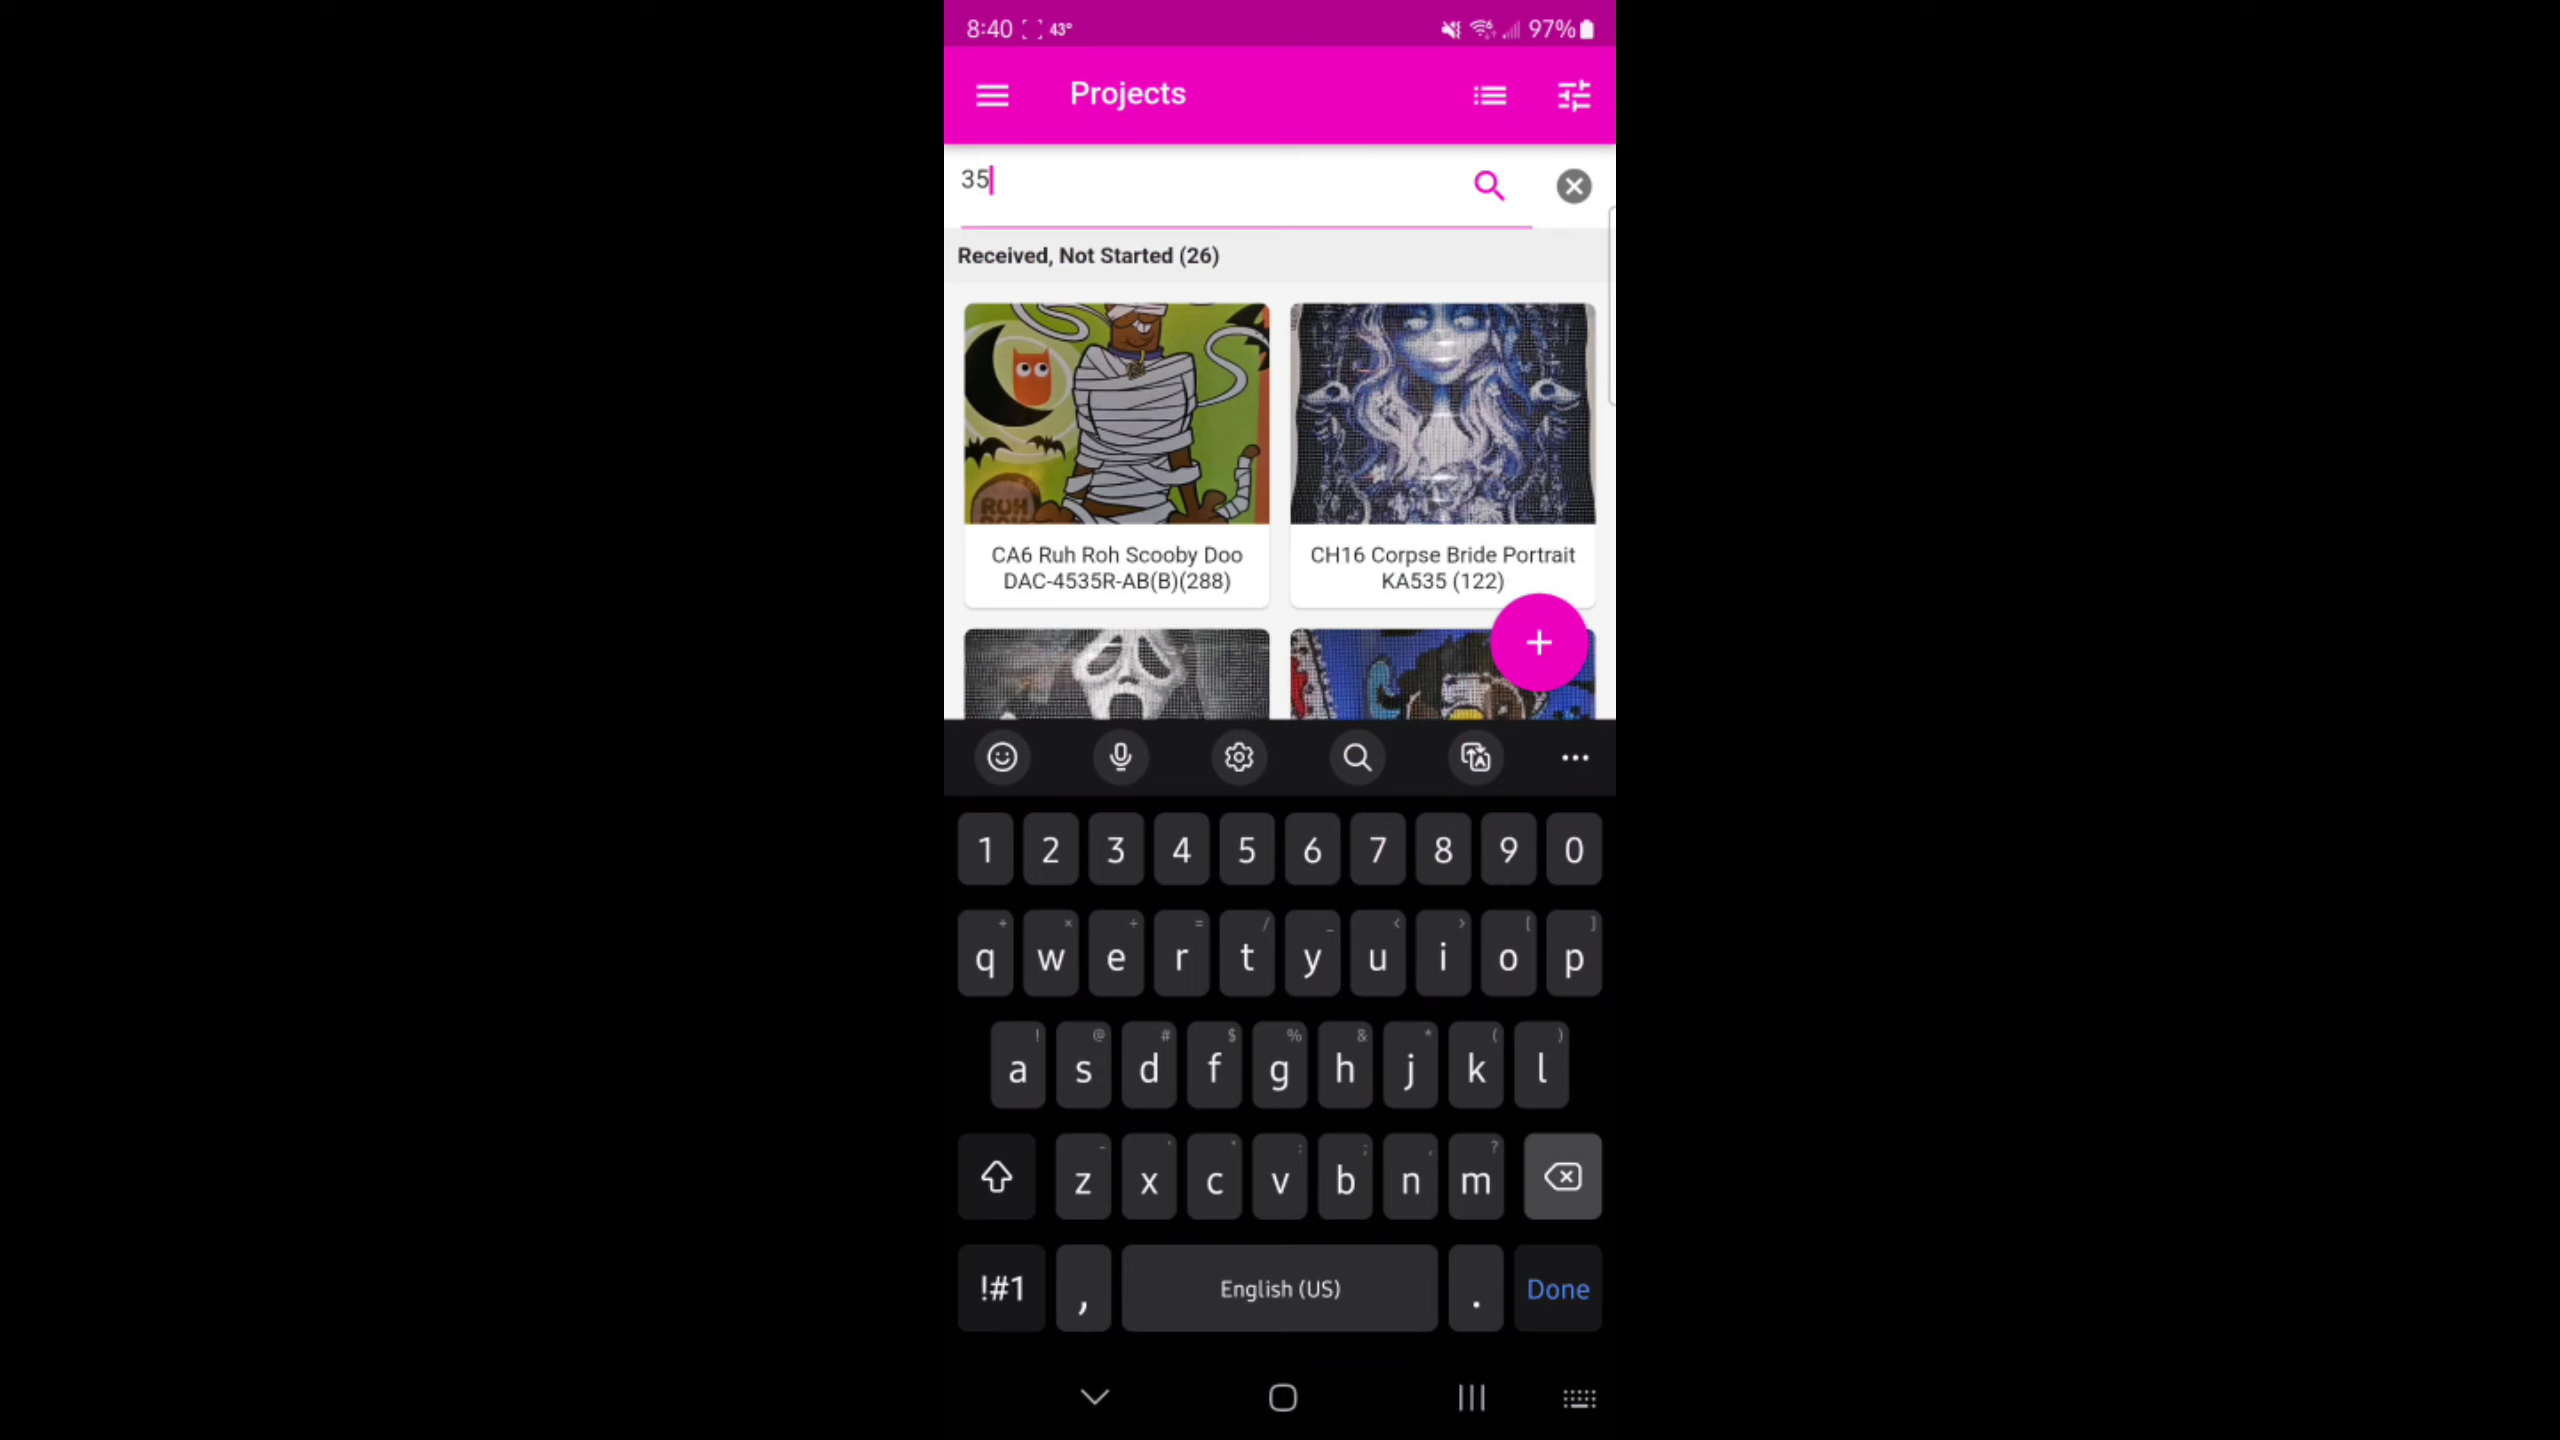 8:40 43° 97%
Projects
35
Received, Not Started (26)
RUH
CA6 Ruh Roh Scooby Doo
DAC-4535R-AB(B)(288)
CH16 Corpse Bride Portrait
KA535 (122)
+
1 2 3 4 5 6 7 8 9 0
q w e r t y u i o p
a s d f g h j k l
z x c v b n m
!#1 , English (US) . Done